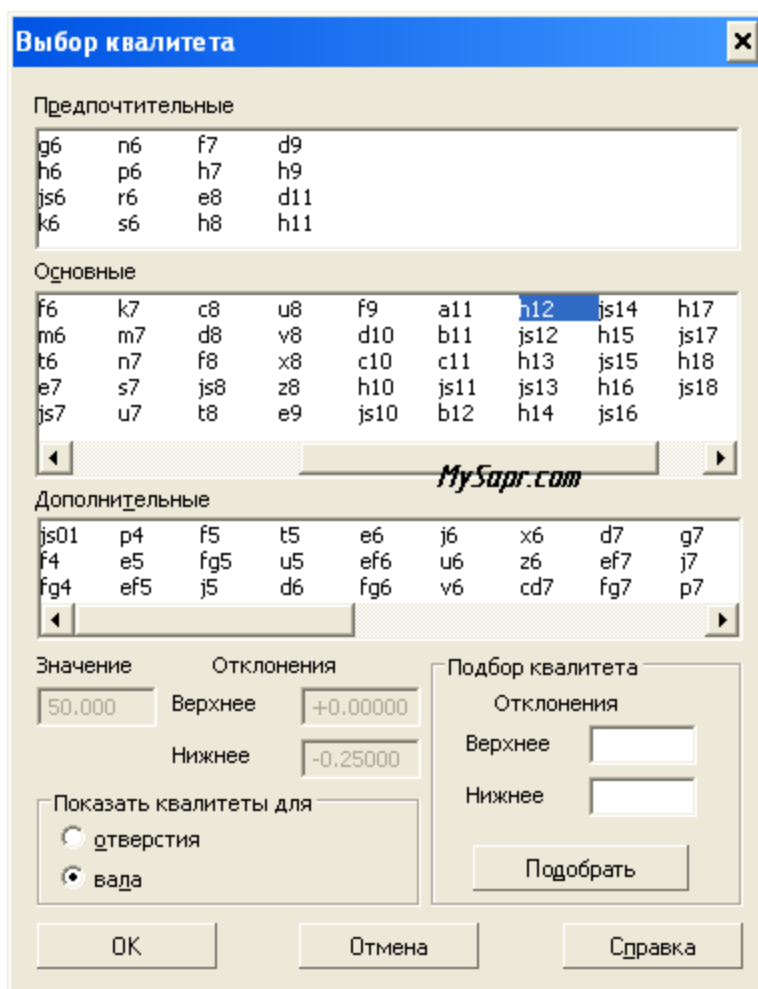 Выбор квалитета
Предпочтительные
g6 n6 f7 d9
h6 p6 h7 h9
js6 r6 e8 d11
k6 s6 h8 h11
Основные
f6 k7 c8 u8 f9 a11 h12 js14 h17
m6 m7 d8 v8 d10 b11 js12 h15 js17
t6 n7 f8 x8 c10 c11 h13 js15 h18
e7 s7 js8 z8 h10 js11 js13 h16 js18
js7 u7 t8 e9 js10 b12 h14 js16
MySapr.com
Дополнительные
js01 p4 f5 t5 e6 j6 x6 d7 g7
f4 e5 fg5 u5 ef6 u6 z6 ef7 j7
fg4 ef5 j5 d6 fg6 v6 cd7 fg7 p7
Значение Отклонения
50.000 Верхнее +0.00000
Нижнее -0.25000
Подбор квалитета
Отклонения
Верхнее
Нижнее
Подобрать
Показать квалитеты для
отверстия
вала
OK Отмена Справка